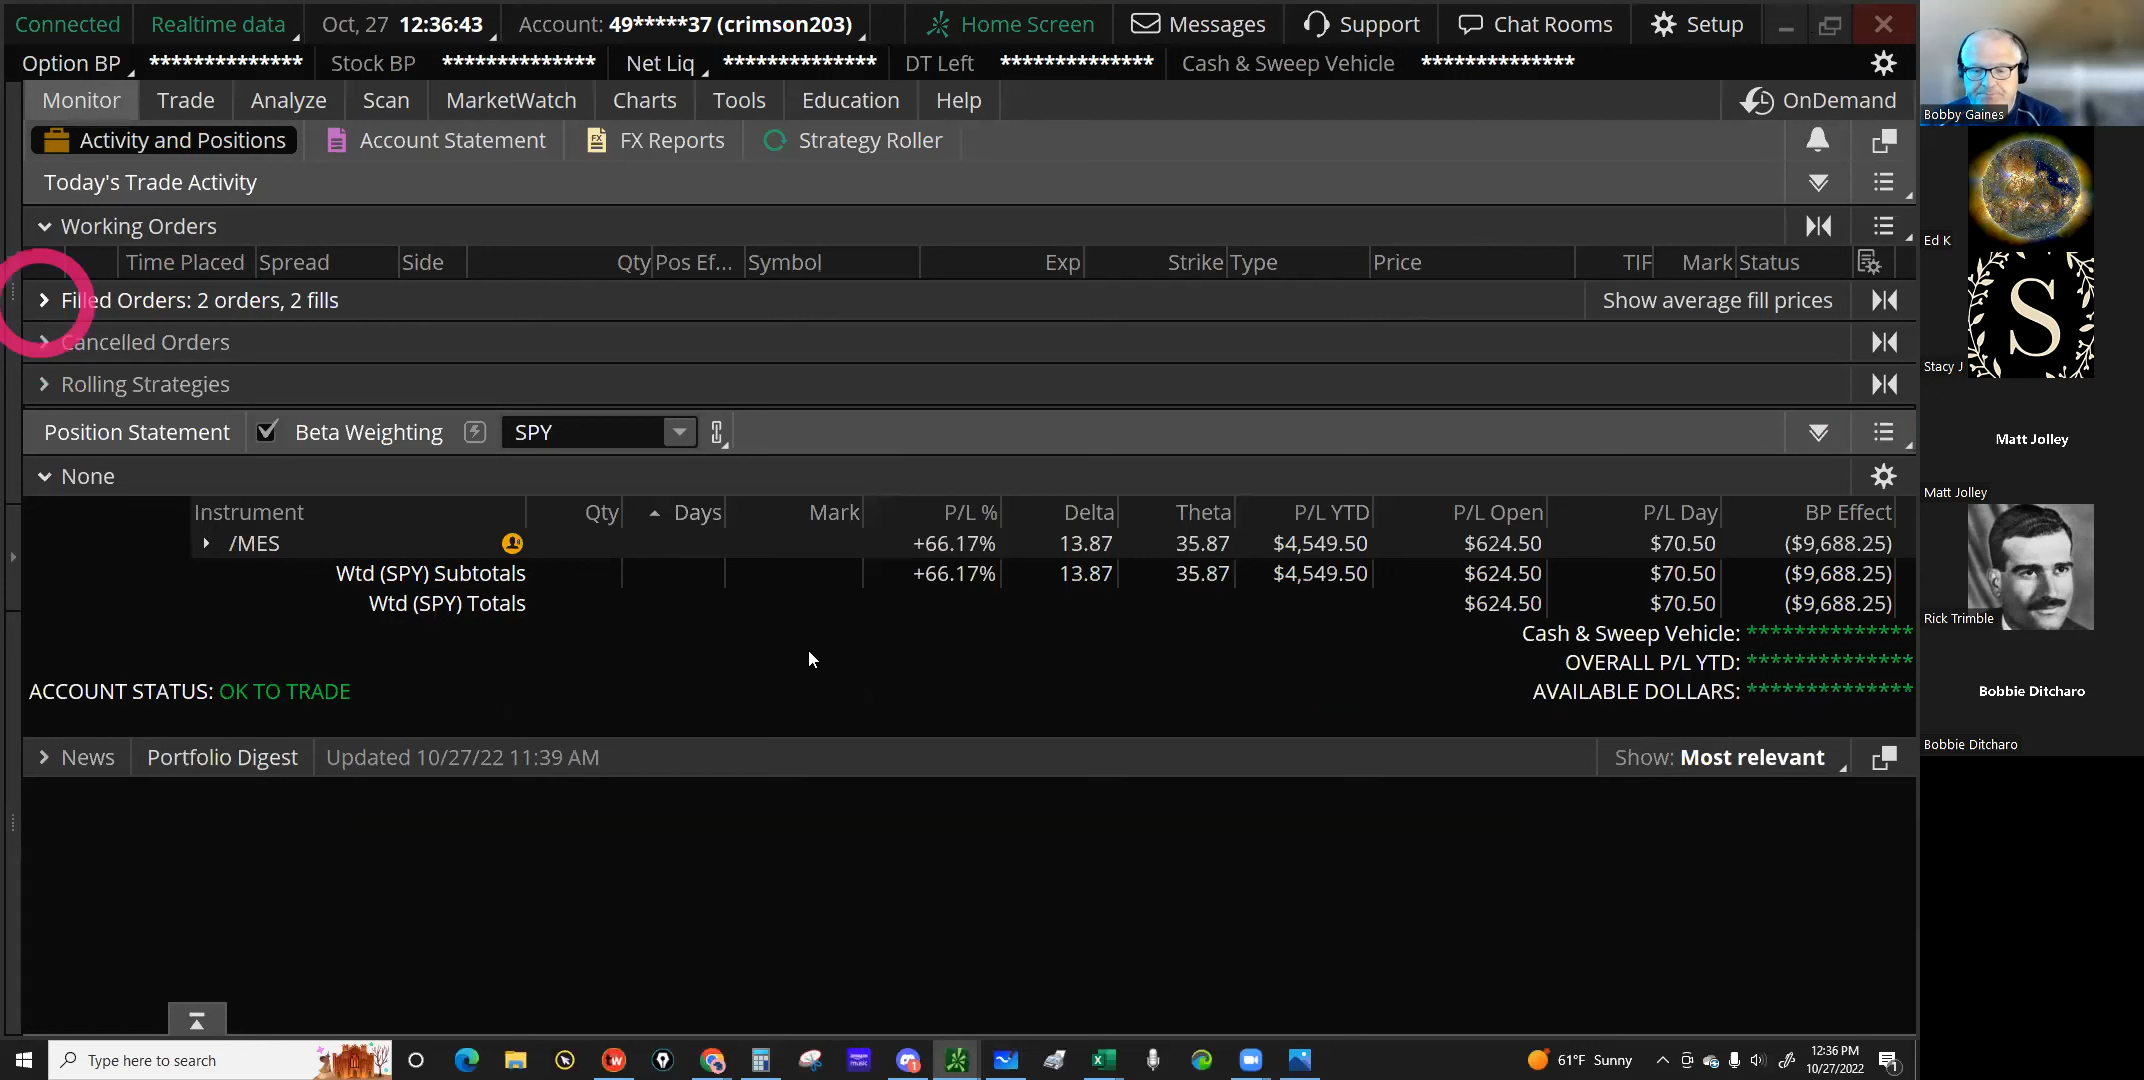 Connected Realtime data Oct, 27 12:36:43 Account: 49*****37 (crimson203) Home Screen Messages Support Chat Rooms Setup
Option BP ************** Stock BP ************** Net Liq ************** DT Left ************** Cash & Sweep Vehicle **************
Monitor Trade Analyze Scan MarketWatch Charts Tools Education Help OnDemand
Activity and Positions Account Statement FX FX Reports Strategy Roller
Today's Trade Activity
Working Orders
Time Placed Spread Side Qty Pos Ef... Symbol Exp Strike Type Price TIF Mark Status
Filled Orders: 2 orders, 2 fills Show average fill prices
Cancelled Orders
Rolling Strategies
Position Statement Beta Weighting SPY
None
Instrument Qty Days Mark P/L % Delta Theta P/L YTD P/L Open P/L Day BP Effect
/MES +66.17% 13.87 35.87 $4,549.50 $624.50 $70.50 ($9,688.25)
Wtd (SPY) Subtotals +66.17% 13.87 35.87 $4,549.50 $624.50 $70.50 ($9,688.25)
Wtd (SPY) Totals $624.50 $70.50 ($9,688.25)
Cash & Sweep Vehicle: **************
OVERALL P/L YTD: **************
ACCOUNT STATUS: OK TO TRADE AVAILABLE DOLLARS: **************
News Portfolio Digest Updated 10/27/22 11:39 AM Show: Most relevant
Type here to search
61°F Sunny
12:36 PM
10/27/2022
1
Bobby Gaines
Ed K
S
Stacy J
Matt Jolley
Matt Jolley
Rick Trimble
Bobbie Ditcharo
Bobbie Ditcharo